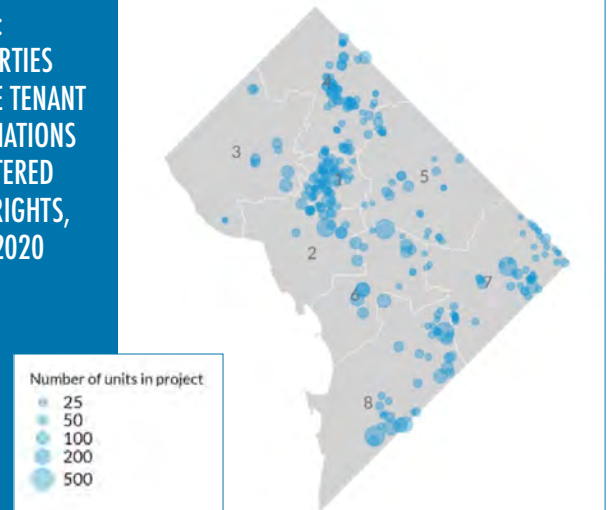 :
RTIES
E TENANT
IATIONS
TERED
RIGHTS,
2020
4
3
1
5
2
7
6
8
Number of units in project
25
50
100
200
500